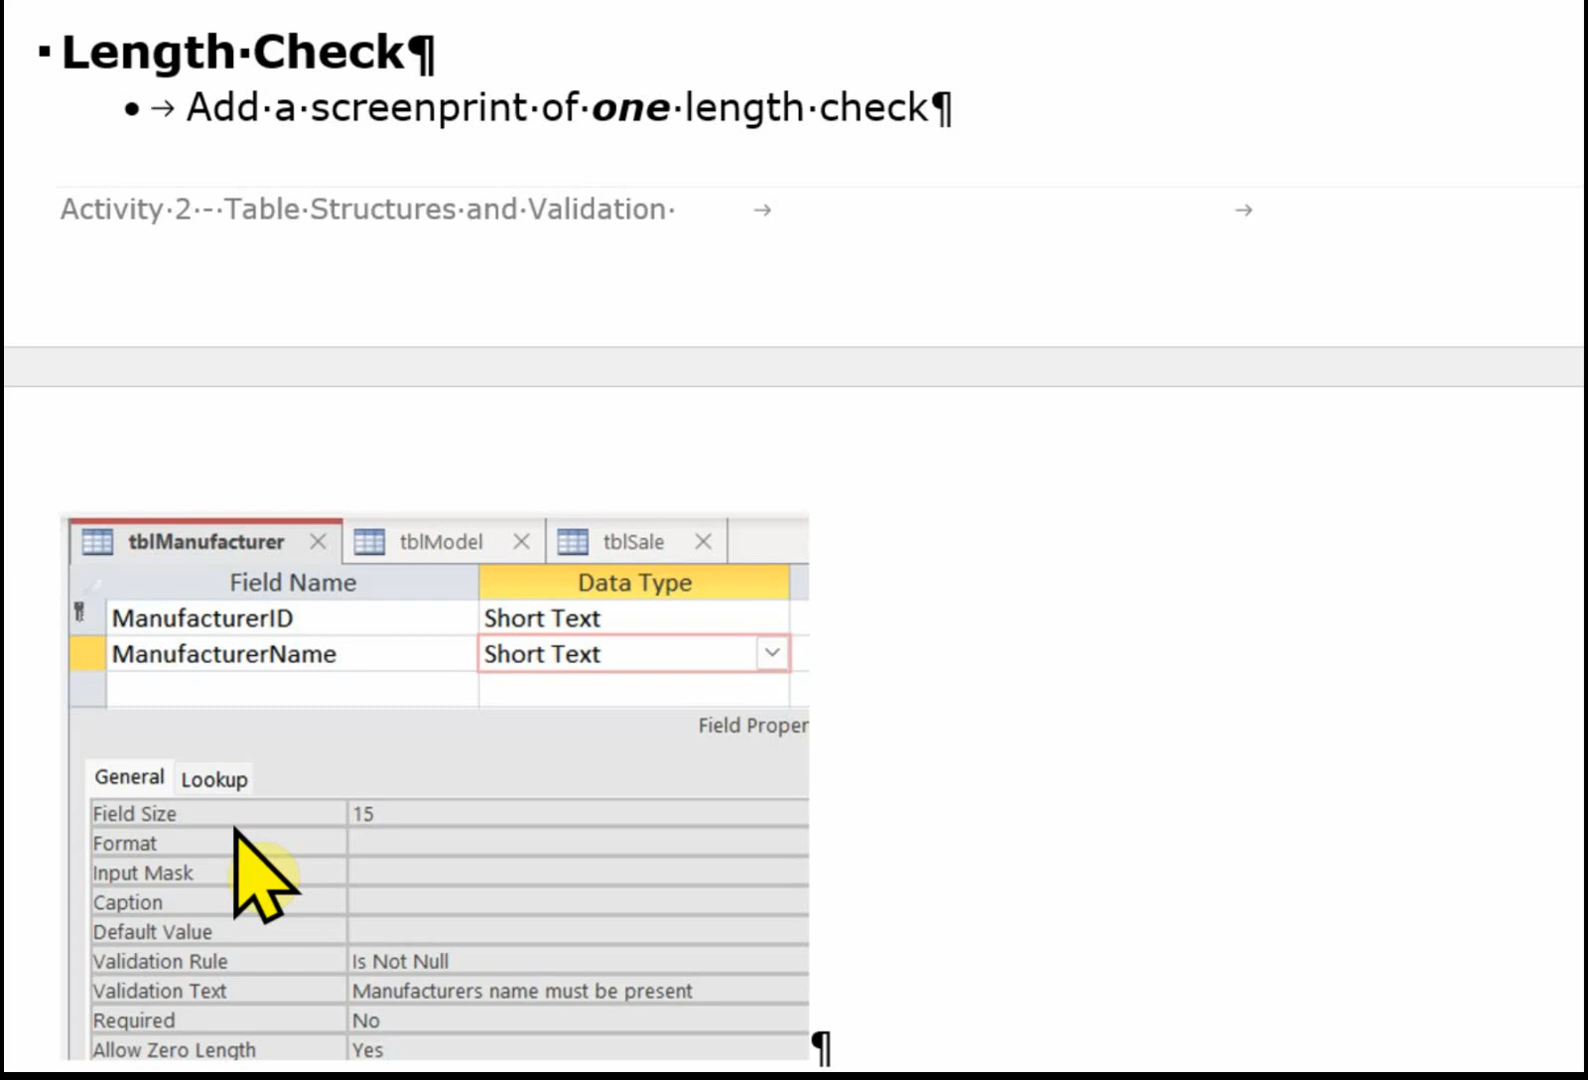 ▪Length·Check¶
•→Add·a·screenprint·of·one·length·check¶
Activity·2·-·Table·Structures·and·Validation· → →
tblManufacturer tblModel tblSale
Field Name Data Type
ManufacturerID Short Text
ManufacturerName Short Text
Field Proper
General Lookup
Field Size 15
Format
Input Mask
Caption
Default Value
Validation Rule Is Not Null
Validation Text Manufacturers name must be present
Required No
Allow Zero Length Yes
¶